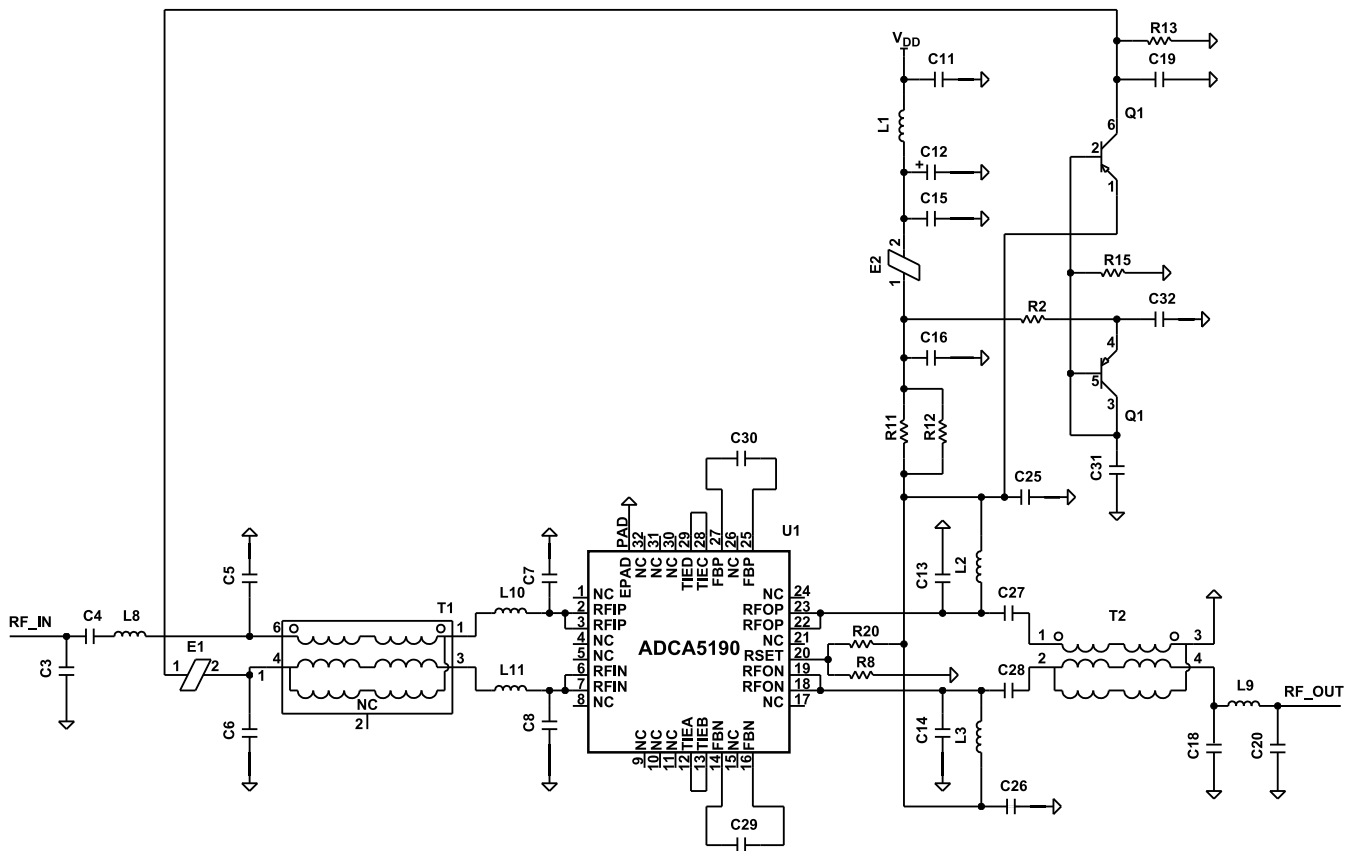 R13
VDD
C11
C19
Q1
6
2
1
L1
C12
+
C15
2
E2
1
R15
R2
C32
4
5
3
Q1
C16
R11
R12
C31
C30
C25
U1
PAD
32
31
30
29
28
27
26
25
EPAD
NC
NC
NC
TIED
TIEC
FBP
NC
FBP
C5
C7
C13
L2
C27
RF_IN
C4
L8
C3
E1
1
2
1
C6
T1
6
1
4
3
NC
2
L10
L11
C8
1
NC
2
RFIP
3
RFIP
4
NC
5
NC
6
RFIN
7
RFIN
8
NC
ADCA5190
NC
24
RFOP
23
RFOP
22
NC
21
RSET
20
RFON
19
RFON
18
NC
17
R20
R8
C28
T2
1
3
2
4
L9
RF_OUT
C18
C20
C14
L3
C26
NC
NC
NC
TIEA
TIEB
FBN
NC
FBN
9
10
11
12
13
14
15
16
C29